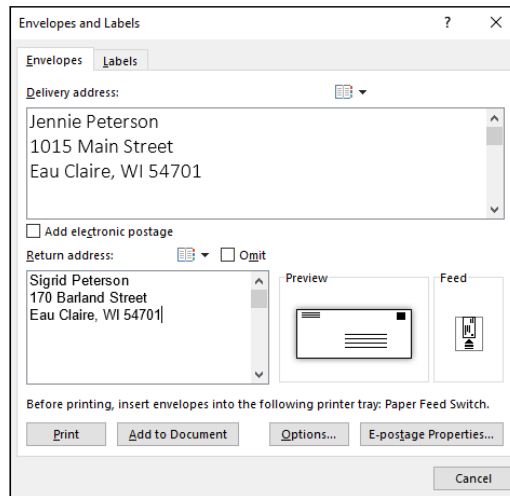 Envelopes and Labels ? ×
Envelopes Labels
Delivery address:
Jennie Peterson
1015 Main Street
Eau Claire, WI 54701
Add electronic postage
Return address: Omit
Sigrid Peterson
170 Barland Street
Eau Claire, WI 54701
Preview
Feed
Before printing, insert envelopes into the following printer tray: Paper Feed Switch.
Print Add to Document Options... E-postage Properties...
Cancel